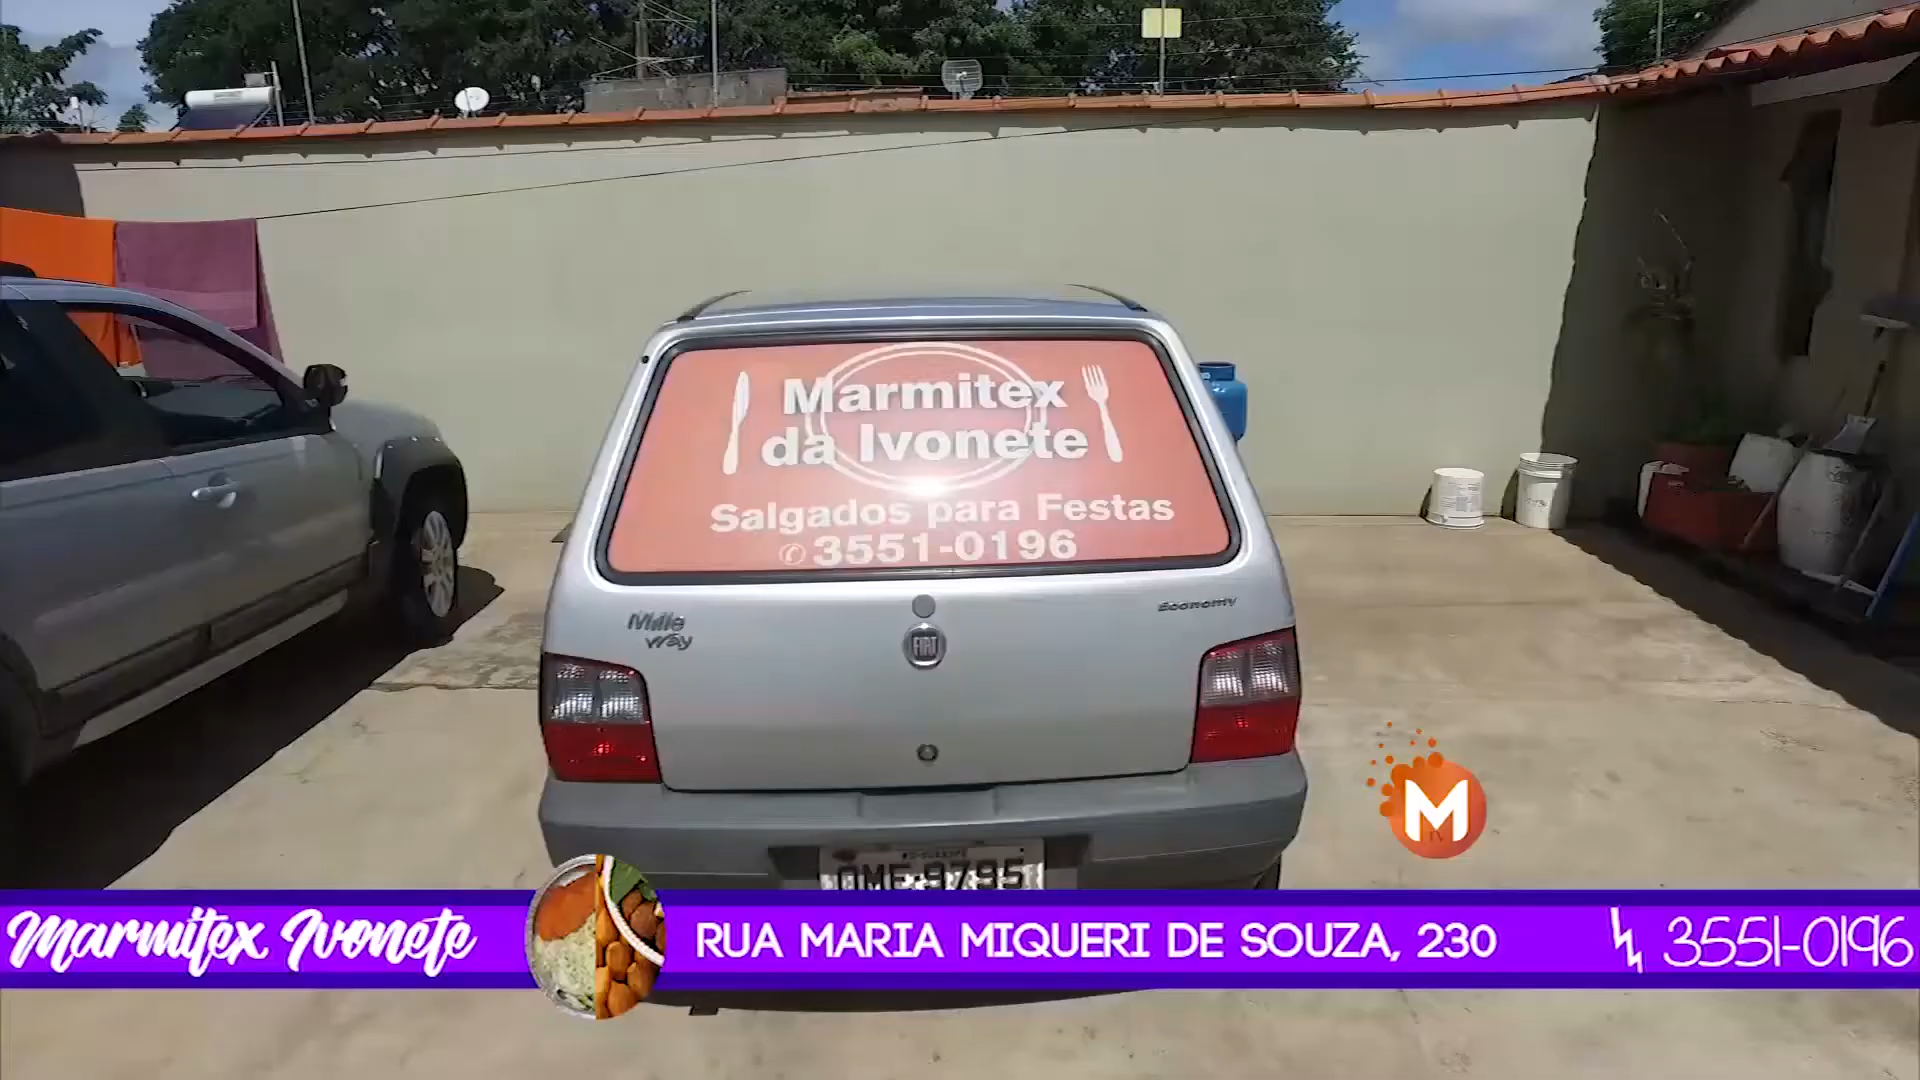 Marmitex
da Ivonete
Salgados para Festas
✆3551-0196
Mille
Way
FIAT
Economy
M
TV
Marmitex Ivonete
RUA MARIA MIQUERI DE SOUZA, 230
3551-0196